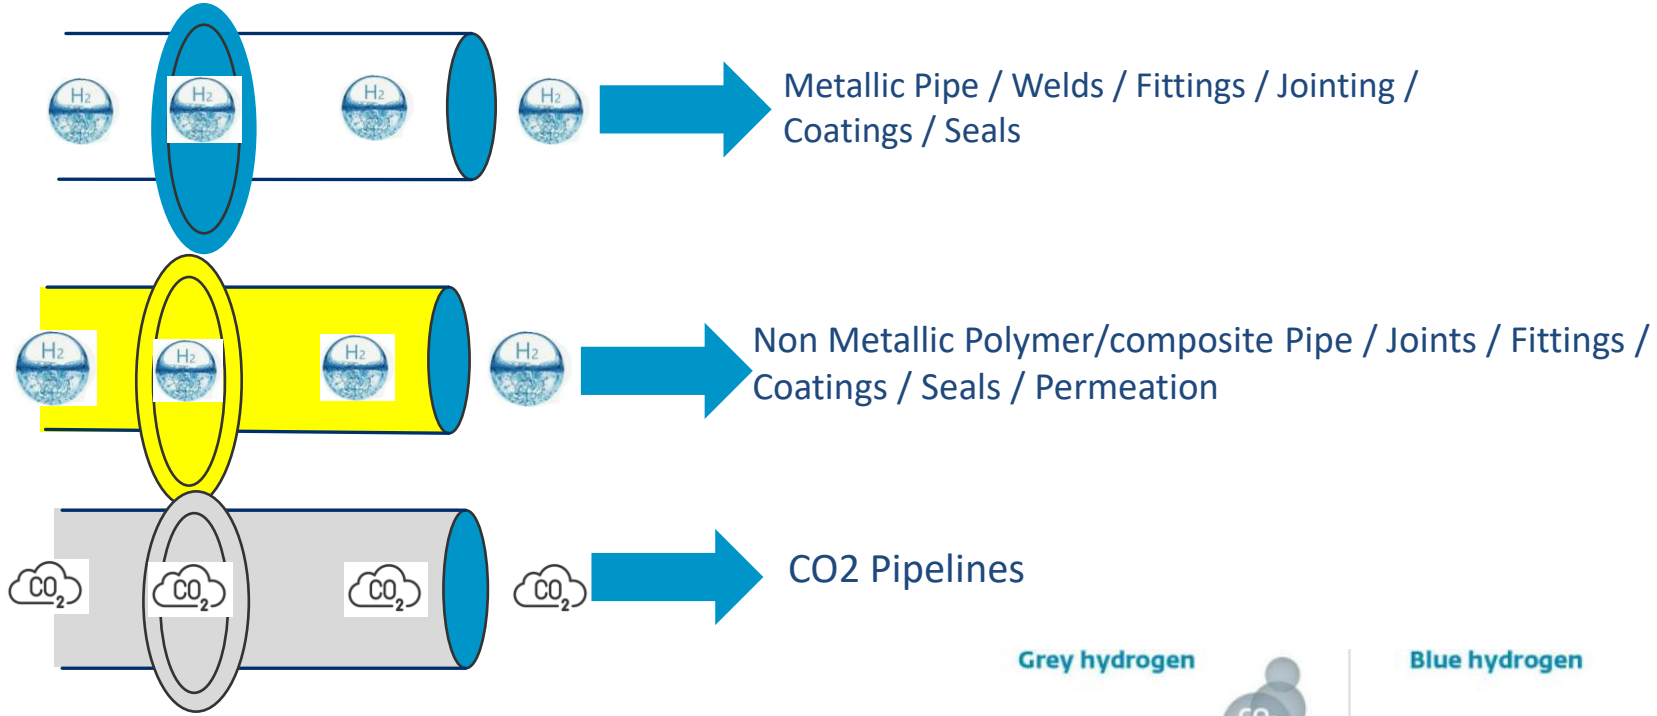 H2 H2 H2 H2
Metallic Pipe / Welds / Fittings / Jointing /
Coatings / Seals
H2 H2 H2 H2
Non Metallic Polymer/composite Pipe / Joints / Fittings /
Coatings / Seals / Permeation
CO2 CO2 CO2 CO2
CO2 Pipelines
Grey hydrogen
Blue hydrogen